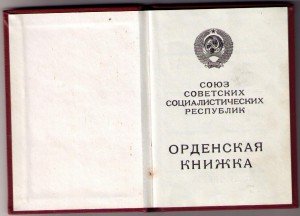 СОЮЗ
СОВЕТСКИХ
СОЦИАЛИСТИЧЕСКИХ
РЕСПУБЛИК
ОРДЕНСКАЯ
КНИЖКА